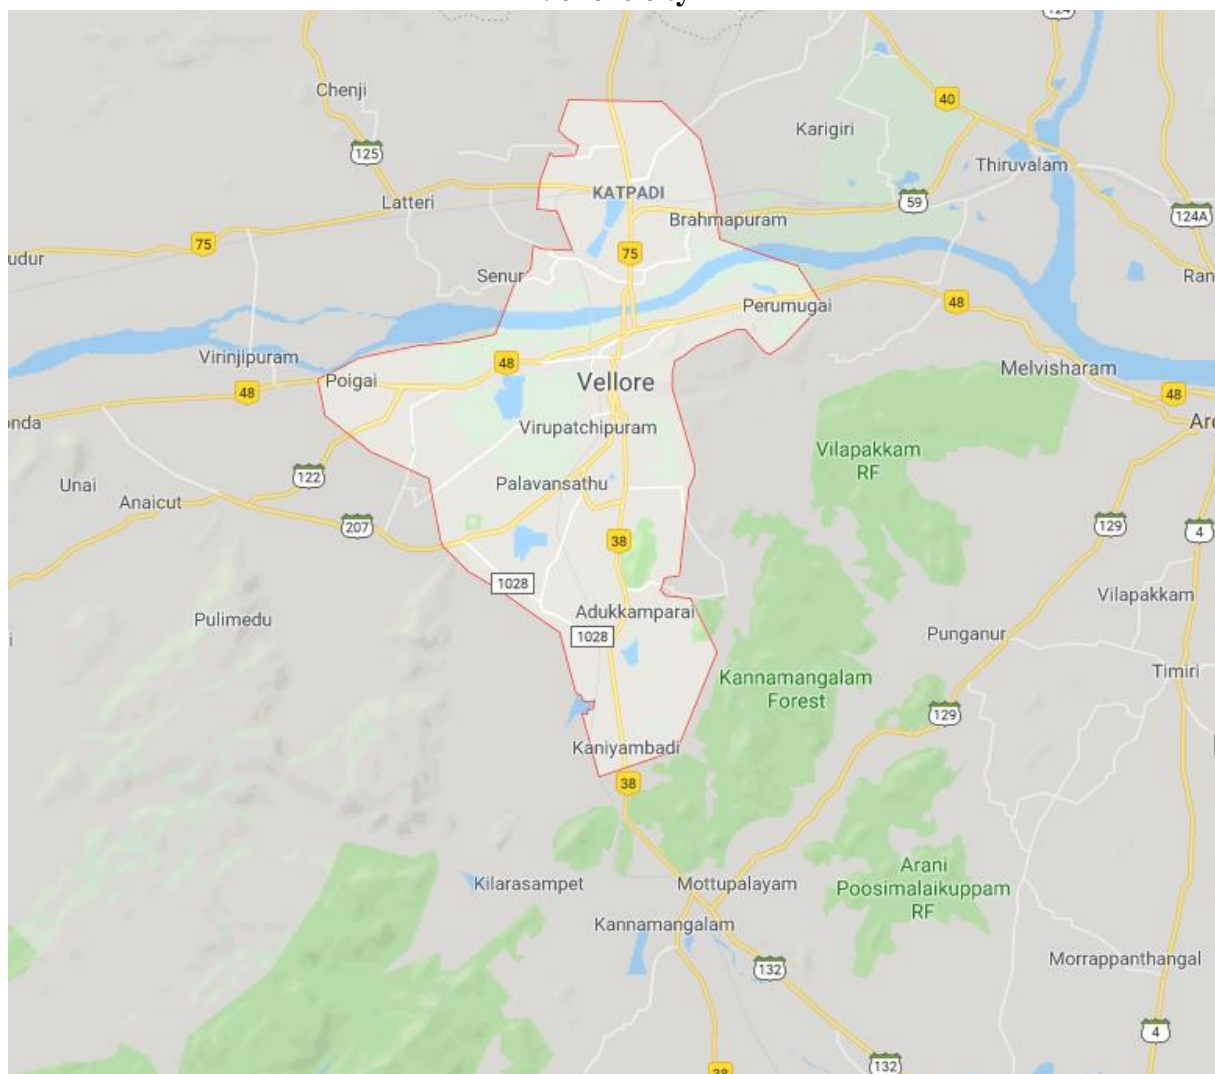 124
Chenji
40
Karigiri
125
Thiruvalam
KATPADI
Latteri
59
Brahmapuram
124A
75
75
udur
Senur
Ran
48
Perumugai
Virinjipuram
48
Melvisharam
Poigai
Vellore
48
48
onda
Virupatchipuram
Arc
Vilapakkam
RF
122
Unai
Palavansathu
Anaicut
207
129
4
38
1028
Vilapakkam
Adukkamparai
Pulimedu
1028
Punganur
i
Timiri
Kannamangalam
Forest
129
Kaniyambadi
38
Arani
Poosimalaikuppam
RF
Kilarasampet
Mottupalayam
Kannamangalam
Morrappanthangal
132
4
132
38